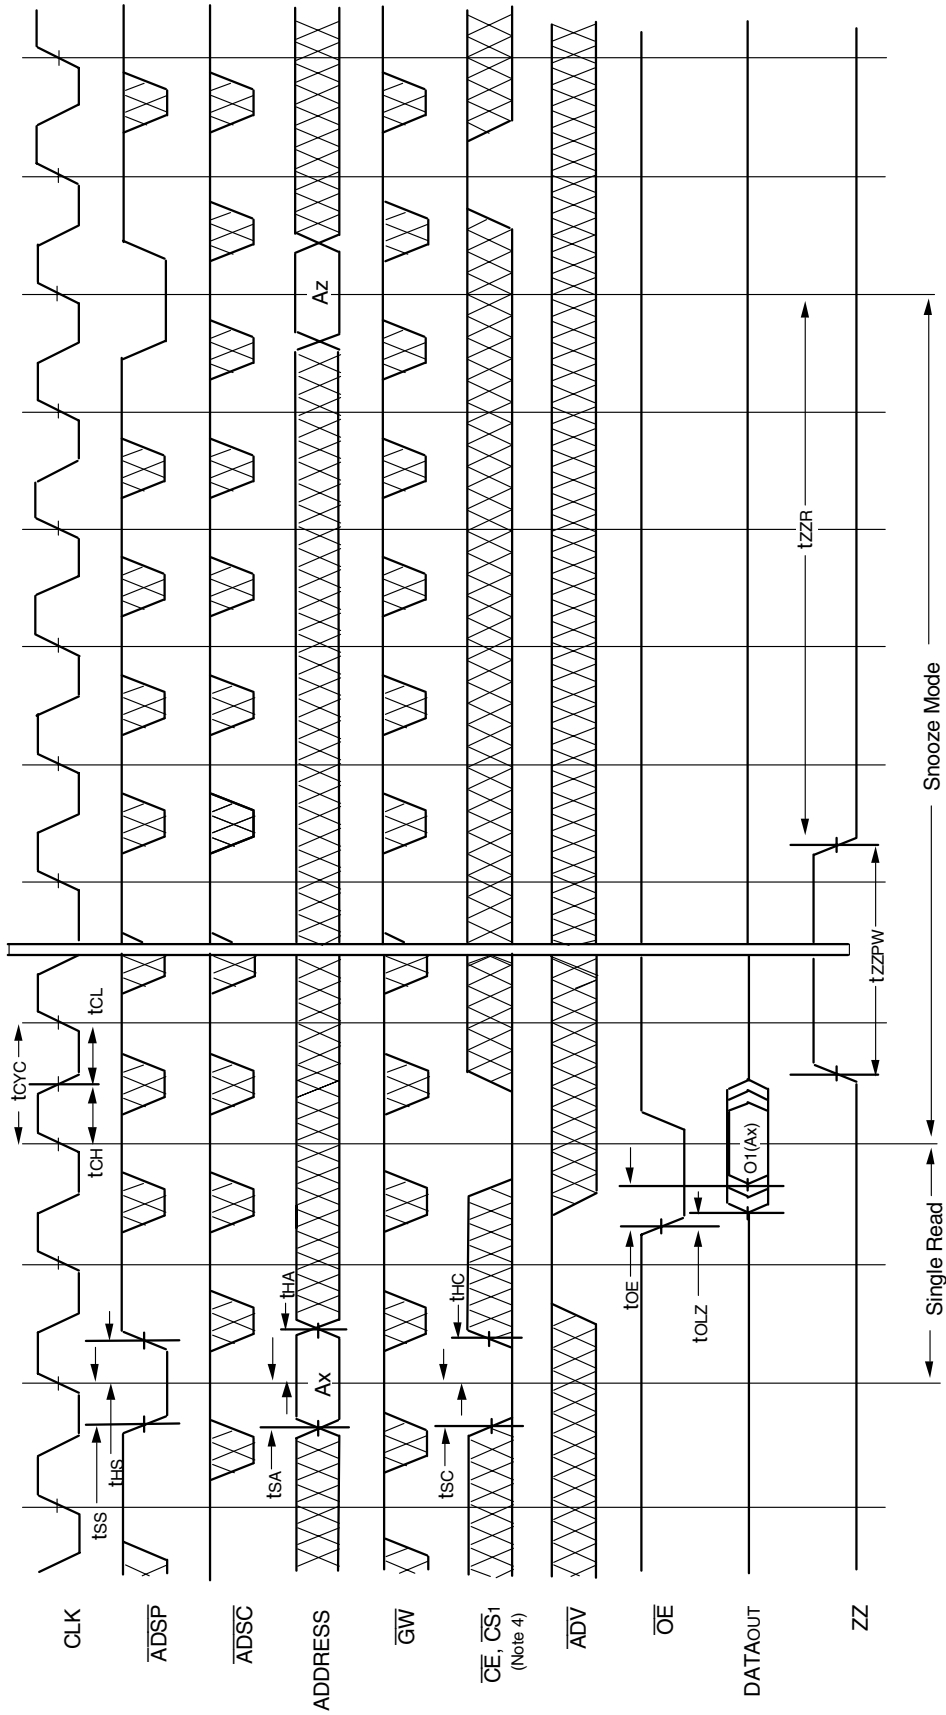 CLK
ADSP
ADSC
ADDRESS
GW
CE, CS1
(Note 4)
ADV
OE
DATAOUT
ZZ
tSS
tHS
tCH
tCYC
tCL
tSA
Ax
tHA
Az
tSC
tHC
tOE
tOLZ
O1(Ax)
tZZPW
tZZR
Single Read
Snooze Mode